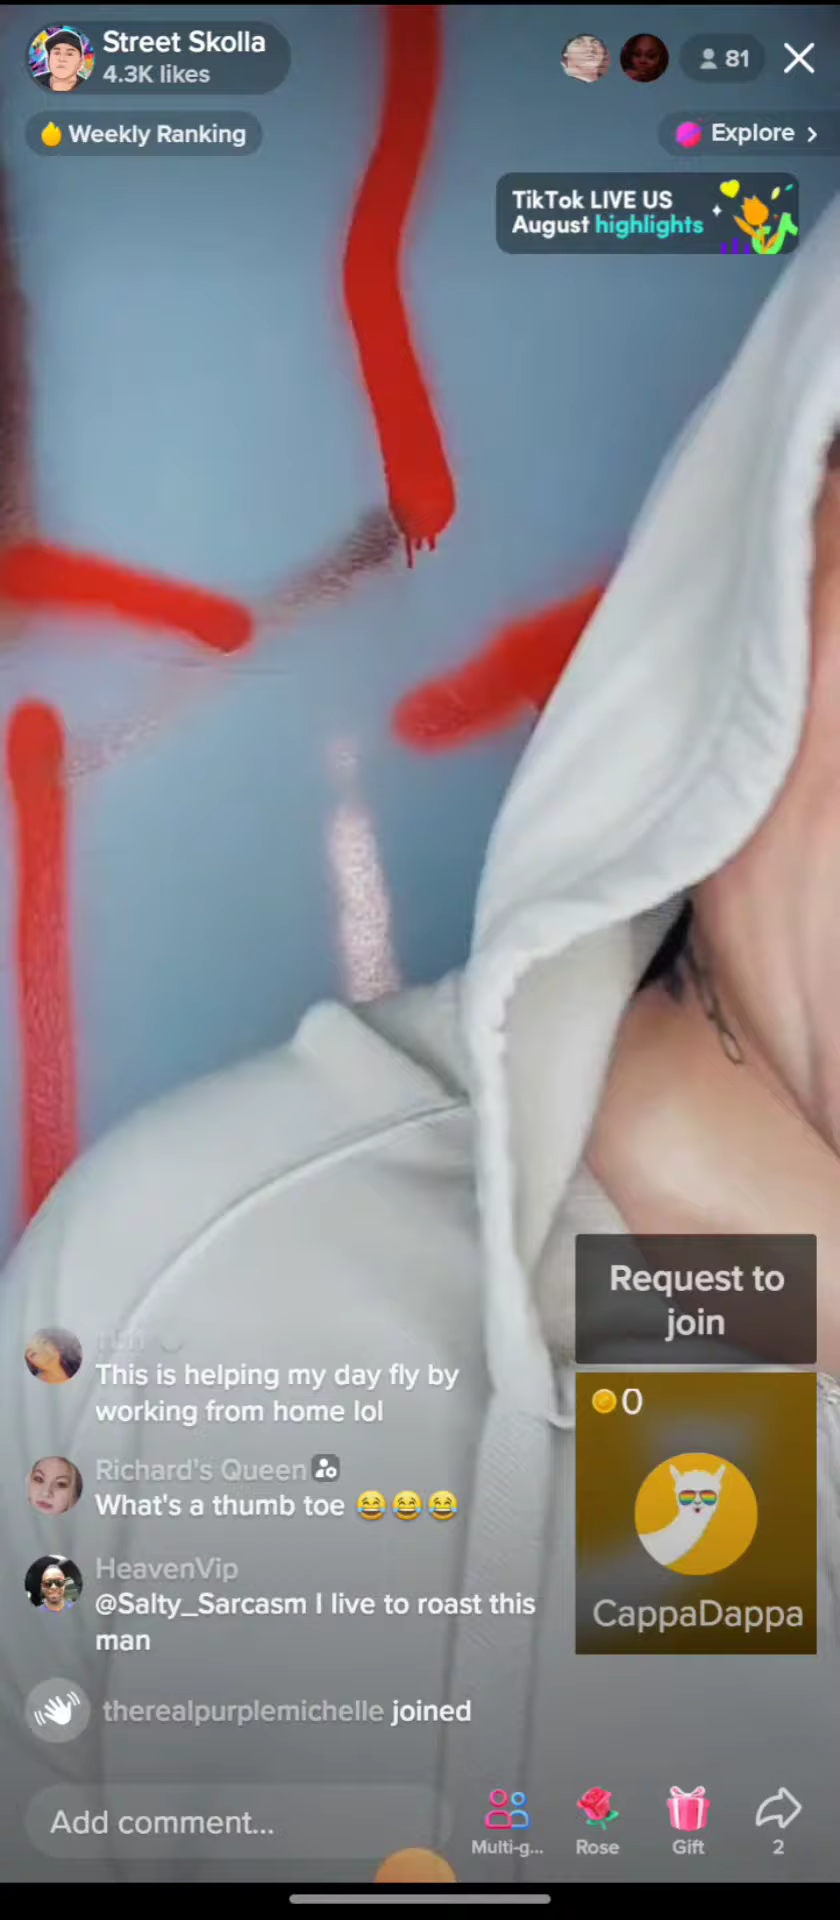 Street Skolla
4.3K likes
81
Weekly Ranking
Explore >
TikTok LIVE US
August highlights
Request to
join
This is helping my day fly by
working from home lol
0
Richard's Queen
What's a thumb toe 😂😂😂
HeavenVip
@Salty_Sarcasm I live to roast this
man
CappaDappa
therealpurplemichelle joined
Add comment...
Multi-g...
Rose
Gift
2